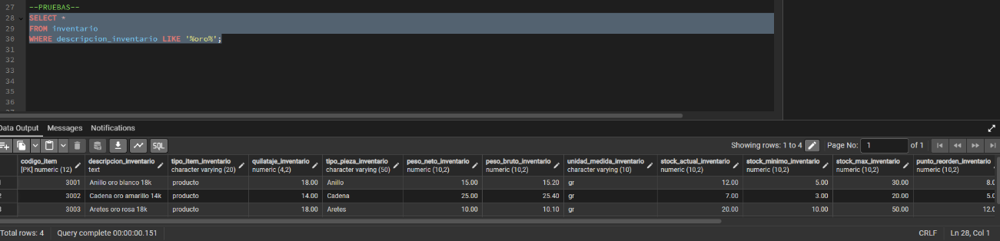 27 --PRUEBAS--
28 SELECT *
29 FROM inventario
30 WHERE descripcion_inventario LIKE '%oro%';
31
32
33
34
35
36
Data Output Messages Notifications
SQL Showing rows: 1 to 4 Page No: 1 of 1
codigo_item descripcion_inventario tipo_item_inventario quilataje_inventario tipo_pieza_inventario peso_neto_inventario peso_bruto_inventario unidad_medida_inventario stock_actual_inventario stock_minimo_inventario stock_max_inventario punto_reorden_inventario
[PK] numeric (12) text character varying (20) numeric (4,2) character varying (50) numeric (10,2) numeric (10,2) character varying (10) numeric (10,2) numeric (10,2) numeric (10,2) numeric (10,2)
1 3001 Anillo oro blanco 18k producto 18.00 Anillo 15.00 15.20 gr 12.00 5.00 30.00 8.0
2 3002 Cadena oro amarillo 14k producto 14.00 Cadena 25.00 25.40 gr 7.00 3.00 20.00 5.0
3 3003 Aretes oro rosa 18k producto 18.00 Aretes 10.00 10.10 gr 20.00 10.00 50.00 12.0
Total rows: 4 Query complete 00:00:00.151 CRLF Ln 28, Col 1